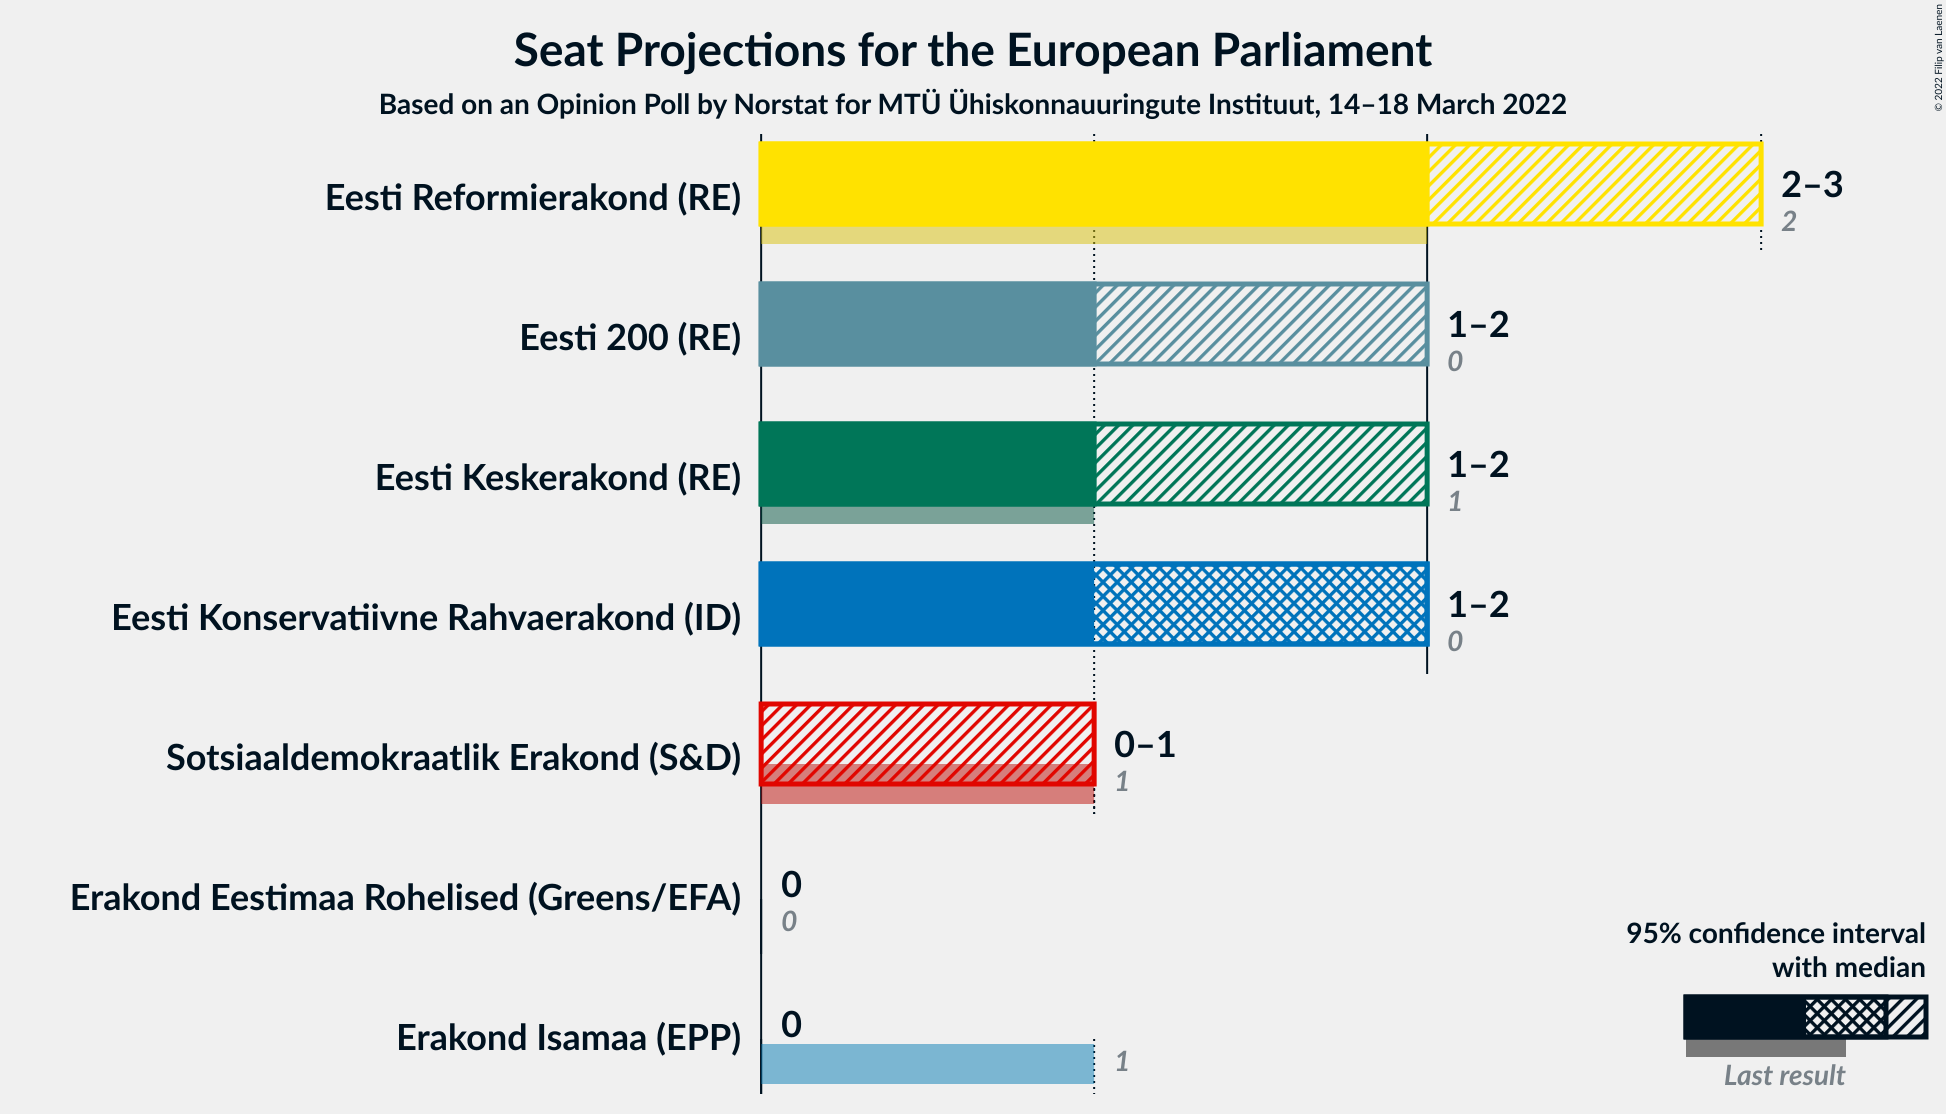 Seat Projections for the European Parliament
Based on an Opinion Poll by Norstat for MTÜ Ühiskonnauuringute Instituut, 14–18 March 2022
© 2022 Filip van Laenen
Eesti Reformierakond (RE)
2–3
2
Eesti 200 (RE)
1–2
0
Eesti Keskerakond (RE)
1–2
1
Eesti Konservatiivne Rahvaerakond (ID)
1–2
0
Sotsiaaldemokraatlik Erakond (S&D)
0–1
1
Erakond Eestimaa Rohelised (Greens/EFA)
0
0
Erakond Isamaa (EPP)
0
1
95% confidence interval
with median
Last result